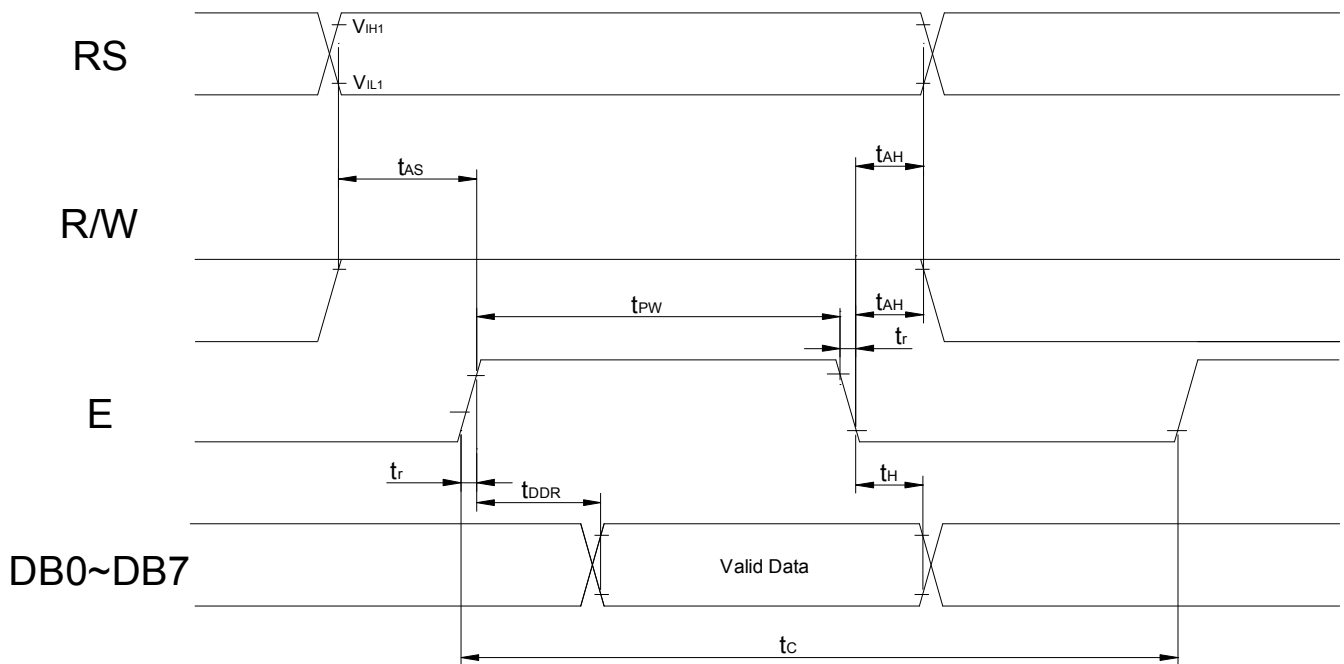 RS
VIH1
VIL1
tAS
tAH
R/W
tPW
tAH
tr
E
tr
tDDR
tH
DB0~DB7
Valid Data
tC